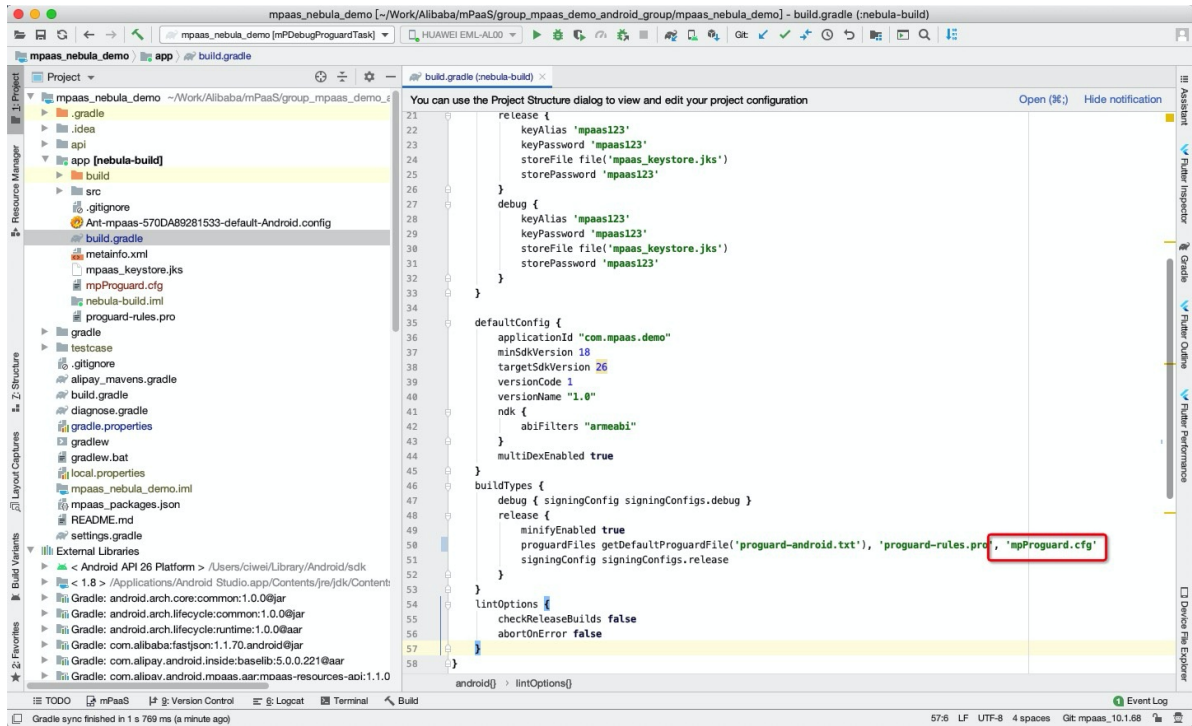 mpaas_nebula_demo [~/Work/Alibaba/mPaaS/group_mpaas_demo_android_group/mpaas_nebula_demo] - build.gradle (:nebula-build)
mpaas_nebula_demo [mPDebugProguardTask]
HUAWEI EML-AL00
Git:
mpaas_nebula_demo
app
build.gradle
Project
build.gradle (:nebula-build)
You can use the Project Structure dialog to view and edit your project configuration
Open (⌘;)
Hide notification
mpaas_nebula_demo ~/Work/Alibaba/mPaaS/group_mpaas_demo_a
.gradle
.idea
api
app [nebula-build]
build
src
.gitignore
Ant-mpaas-570DA89281533-default-Android.config
build.gradle
metainfo.xml
mpaas_keystore.jks
mpProguard.cfg
nebula-build.iml
proguard-rules.pro
gradle
testcase
.gitignore
alipay_mavens.gradle
build.gradle
diagnose.gradle
gradle.properties
gradlew
gradlew.bat
local.properties
mpaas_nebula_demo.iml
mpaas_packages.json
README.md
settings.gradle
External Libraries
< Android API 26 Platform > /Users/ciwei/Library/Android/sdk
< 1.8 > /Applications/Android Studio.app/Contents/jre/jdk/Content
Gradle: android.arch.core:common:1.0.0@jar
Gradle: android.arch.lifecycle:common:1.0.0@jar
Gradle: android.arch.lifecycle:runtime:1.0.0@aar
Gradle: com.alibaba:fastjson:1.1.70.android@jar
Gradle: com.alipay.android.inside:baselib:5.0.0.221@aar
Gradle: com.alipay.android.mpaas.aar:mpaas-resources-api:1.1.0
21 release {
22 keyAlias 'mpaas123'
23 keyPassword 'mpaas123'
24 storeFile file('mpaas_keystore.jks')
25 storePassword 'mpaas123'
26 }
27 debug {
28 keyAlias 'mpaas123'
29 keyPassword 'mpaas123'
30 storeFile file('mpaas_keystore.jks')
31 storePassword 'mpaas123'
32 }
33 }
34
35 defaultConfig {
36 applicationId "com.mpaas.demo"
37 minSdkVersion 18
38 targetSdkVersion 26
39 versionCode 1
40 versionName "1.0"
41 ndk {
42 abiFilters "armeabi"
43 }
44 multiDexEnabled true
45 }
46 buildTypes {
47 debug { signingConfig signingConfigs.debug }
48 release {
49 minifyEnabled true
50 proguardFiles getDefaultProguardFile('proguard-android.txt'), 'proguard-rules.pro', 'mpProguard.cfg'
51 signingConfig signingConfigs.release
52 }
53 }
54 lintOptions {
55 checkReleaseBuilds false
56 abortOnError false
57 }
58 }
android{} › lintOptions{}
1: Project
Resource Manager
Z: Structure
Layout Captures
Build Variants
2: Favorites
Assistant
Flutter Inspector
Gradle
Flutter Outline
Flutter Performance
Device File Explorer
TODO
mPaaS
9: Version Control
6: Logcat
Terminal
Build
1 Event Log
Gradle sync finished in 1 s 769 ms (a minute ago)
57:6 LF UTF-8 4 spaces Git: mpaas_10.1.68